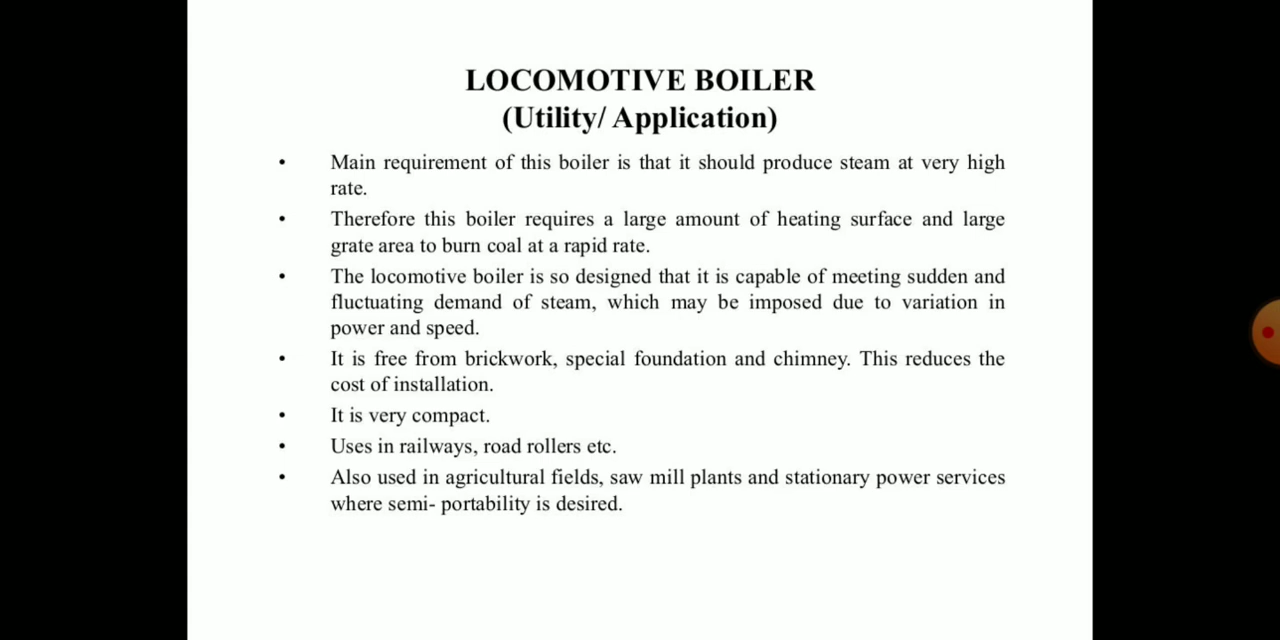 LOCOMOTIVE BOILER
(Utility/ Application)
• Main requirement of this boiler is that it should produce steam at very high
rate.
• Therefore this boiler requires a large amount of heating surface and large
grate area to burn coal at a rapid rate.
• The locomotive boiler is so designed that it is capable of meeting sudden and
fluctuating demand of steam, which may be imposed due to variation in
power and speed.
• It is free from brickwork, special foundation and chimney. This reduces the
cost of installation.
• It is very compact.
• Uses in railways, road rollers etc.
• Also used in agricultural fields, saw mill plants and stationary power services
where semi- portability is desired.